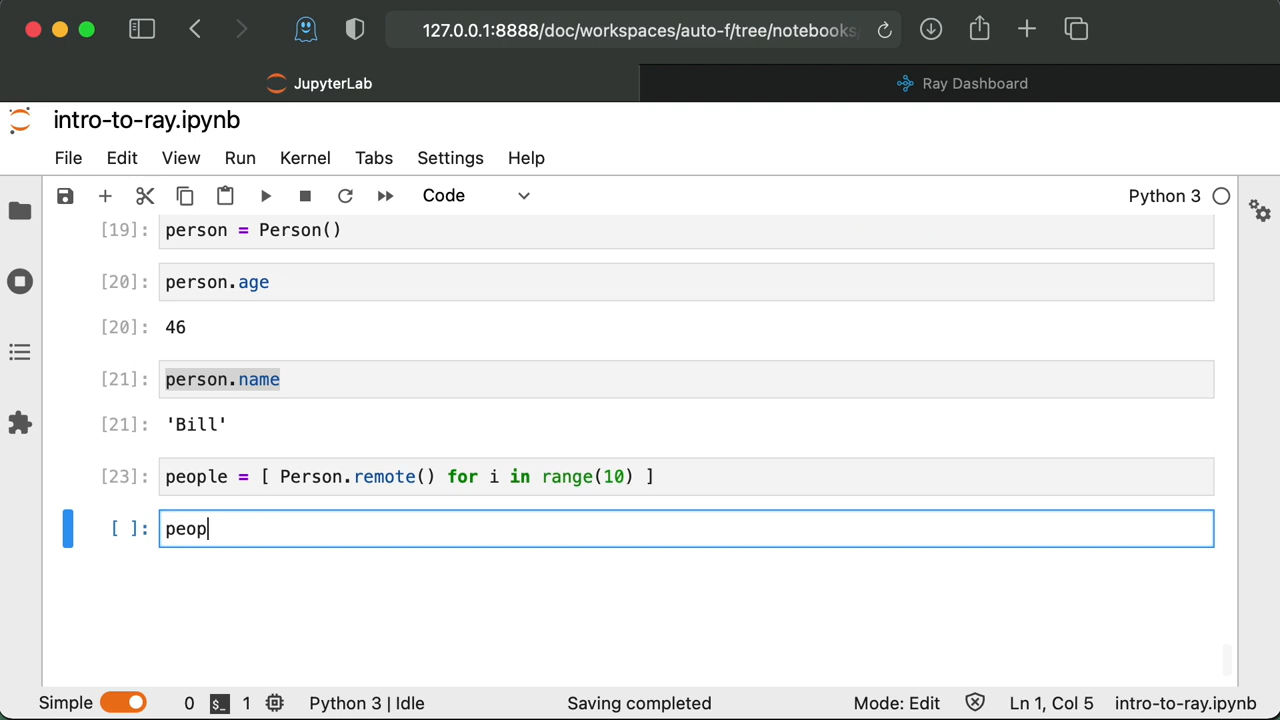 127.0.0.1:8888/doc/workspaces/auto-f/tree/notebooks
JupyterLab
Ray Dashboard
intro-to-ray.ipynb
File Edit View Run Kernel Tabs Settings Help
Code
Python 3
[19]: person = Person()
[20]: person.age
[20]: 46
[21]: person.name
[21]: 'Bill'
[23]: people = [ Person.remote() for i in range(10) ]
[ ]: peop
Simple 0 $_ 1 Python 3 | Idle Saving completed Mode: Edit Ln 1, Col 5 intro-to-ray.ipynb